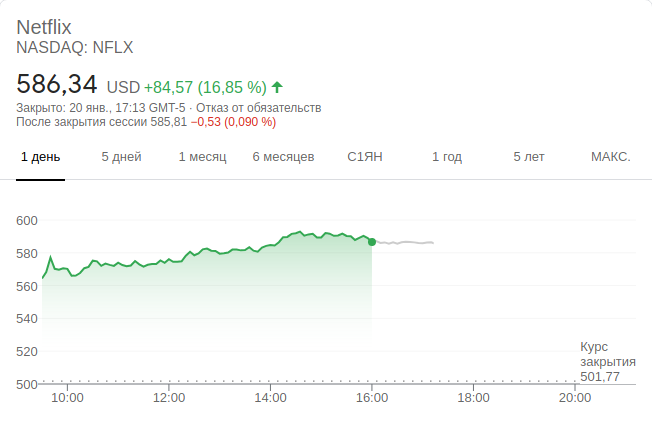 Netflix
NASDAQ: NFLX
586,34 USD +84,57 (16,85 %)
Закрыто: 20 янв., 17:13 GMT-5 · Отказ от обязательств
После закрытия сессии 585,81 −0,53 (0,090 %)
1 день 5 дней 1 месяц 6 месяцев С1ЯН 1 год 5 лет МАКС.
600
580
560
540
520
Курс
закрытия
501,77
500
10:00 12:00 14:00 16:00 18:00 20:00